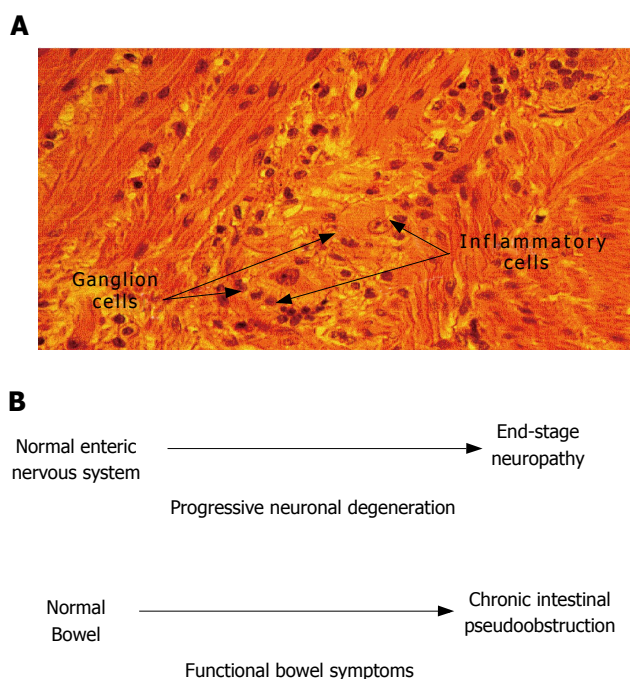 A
Ganglion
cells
Inflammatory
cells
B
Normal enteric
nervous system
End-stage
neuropathy
Progressive neuronal degeneration
Normal
Bowel
Chronic intestinal
pseudoobstruction
Functional bowel symptoms